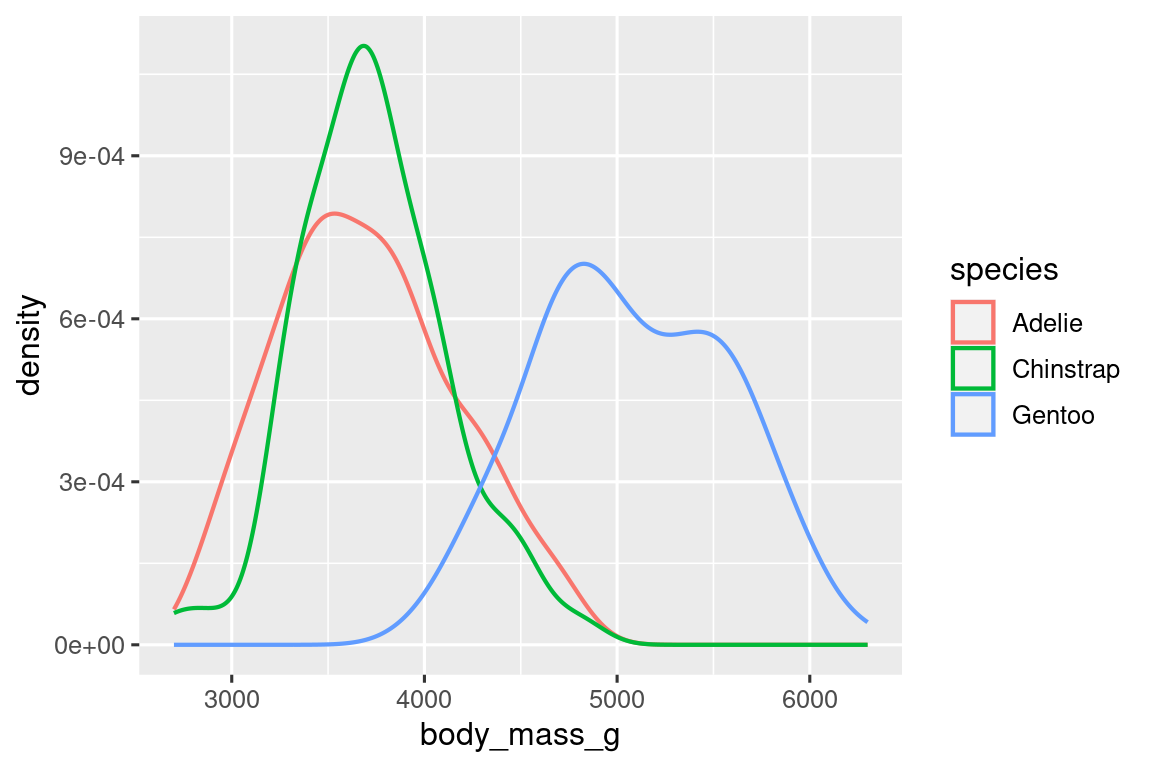 density
9e-04
6e-04
3e-04
0e+00
3000 4000 5000 6000
body_mass_g
species
Adelie
Chinstrap
Gentoo